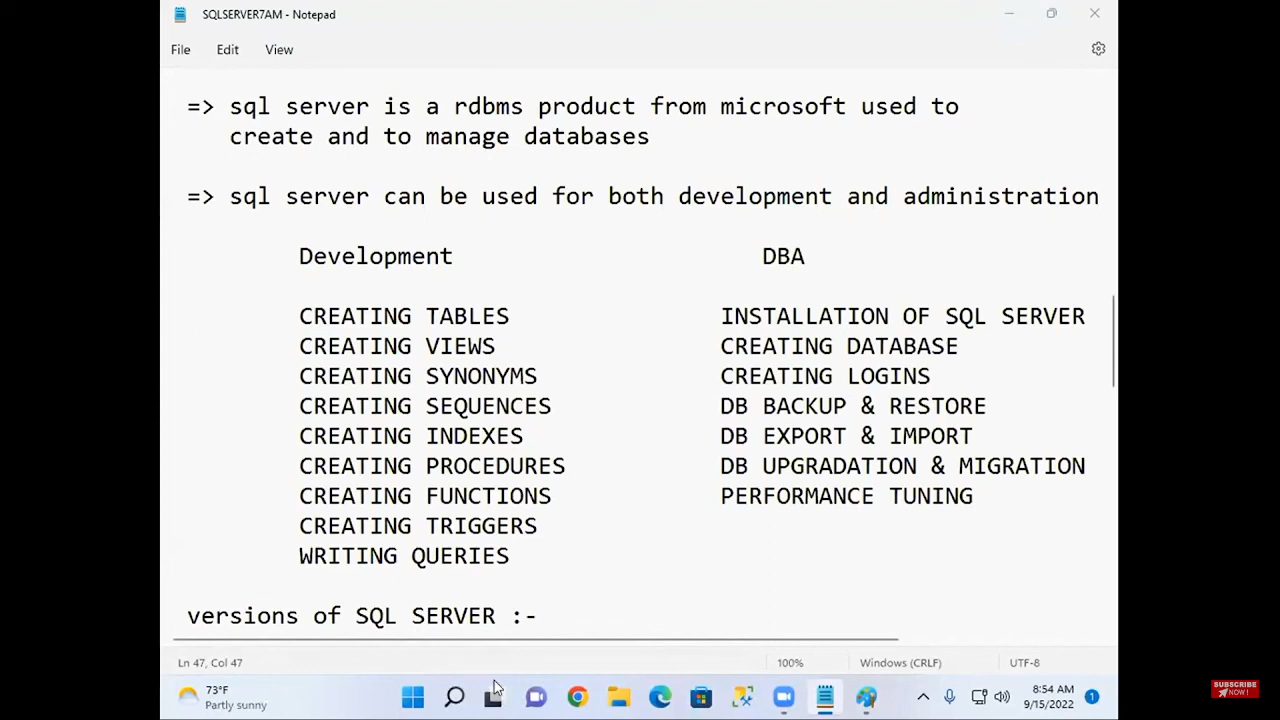 SQLSERVER7AM - Notepad
File Edit View
=> sql server is a rdbms product from microsoft used to
create and to manage databases
=> sql server can be used for both development and administration
Development DBA
CREATING TABLES INSTALLATION OF SQL SERVER
CREATING VIEWS CREATING DATABASE
CREATING SYNONYMS CREATING LOGINS
CREATING SEQUENCES DB BACKUP & RESTORE
CREATING INDEXES DB EXPORT & IMPORT
CREATING PROCEDURES DB UPGRADATION & MIGRATION
CREATING FUNCTIONS PERFORMANCE TUNING
CREATING TRIGGERS
WRITING QUERIES
versions of SQL SERVER :-
Ln 47, Col 47 100% Windows (CRLF) UTF-8
73°F 8:54 AM
Partly sunny 9/15/2022 1
SUBSCRIBE
NOW!